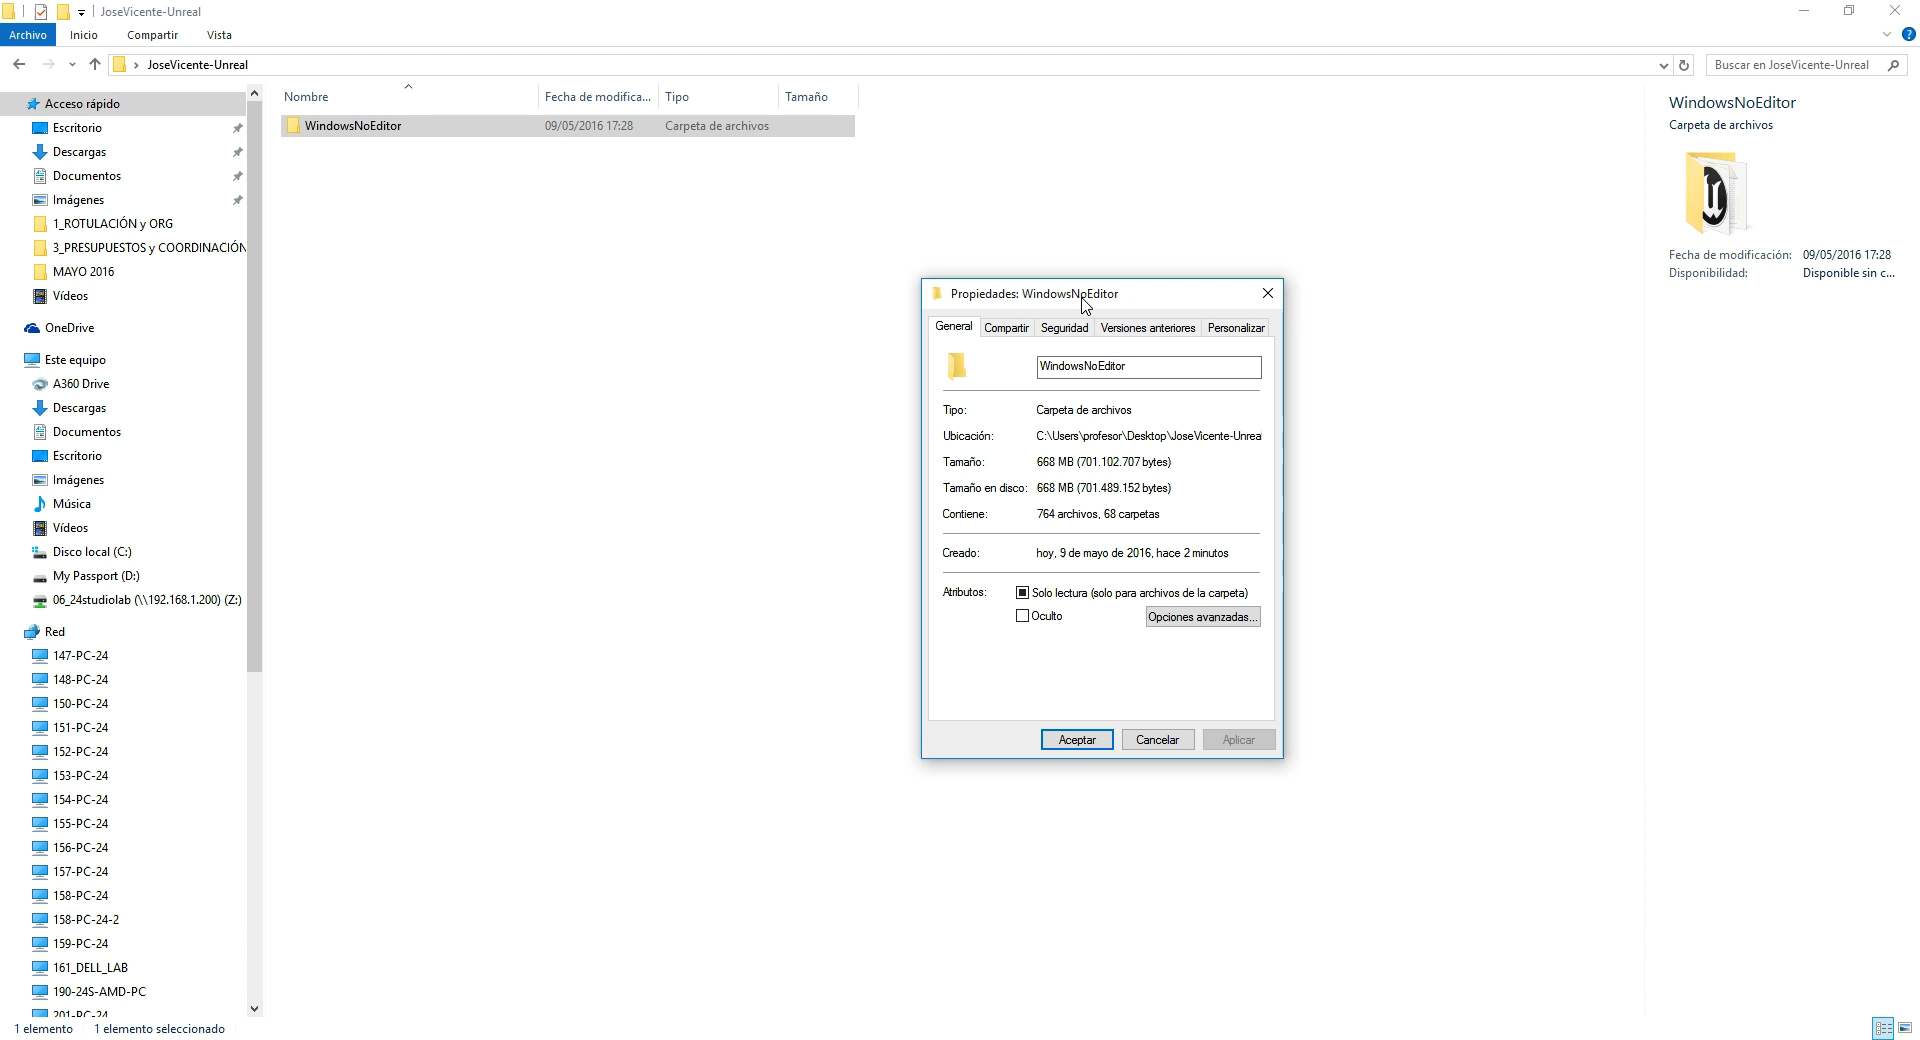 JoseVicente-Unreal
Archivo Inicio Compartir Vista
JoseVicente-Unreal
Buscar en JoseVicente-Unreal
Acceso rápido
Escritorio
Descargas
Documentos
Imágenes
1_ROTULACIÓN y ORG
3_PRESUPUESTOS y COORDINACIÓN
MAYO 2016
Vídeos
OneDrive
Este equipo
A360 Drive
Descargas
Documentos
Escritorio
Imágenes
Música
Vídeos
Disco local (C:)
My Passport (D:)
06_24studiolab (\\192.168.1.200) (Z:)
Red
147-PC-24
148-PC-24
150-PC-24
151-PC-24
152-PC-24
153-PC-24
154-PC-24
155-PC-24
156-PC-24
157-PC-24
158-PC-24
158-PC-24-2
159-PC-24
161_DELL_LAB
190-24S-AMD-PC
201-PC-24
Nombre Fecha de modifica... Tipo Tamaño
WindowsNoEditor 09/05/2016 17:28 Carpeta de archivos
Propiedades: WindowsNoEditor
General Compartir Seguridad Versiones anteriores Personalizar
WindowsNoEditor
Tipo: Carpeta de archivos
Ubicación: C:\Users\profesor\Desktop\JoseVicente-Unreal
Tamaño: 668 MB (701.102.707 bytes)
Tamaño en disco: 668 MB (701.489.152 bytes)
Contiene: 764 archivos, 68 carpetas
Creado: hoy, 9 de mayo de 2016, hace 2 minutos
Atributos: Solo lectura (solo para archivos de la carpeta)
Oculto Opciones avanzadas...
Aceptar Cancelar Aplicar
WindowsNoEditor
Carpeta de archivos
Fecha de modificación: 09/05/2016 17:28
Disponibilidad: Disponible sin c...
1 elemento 1 elemento seleccionado